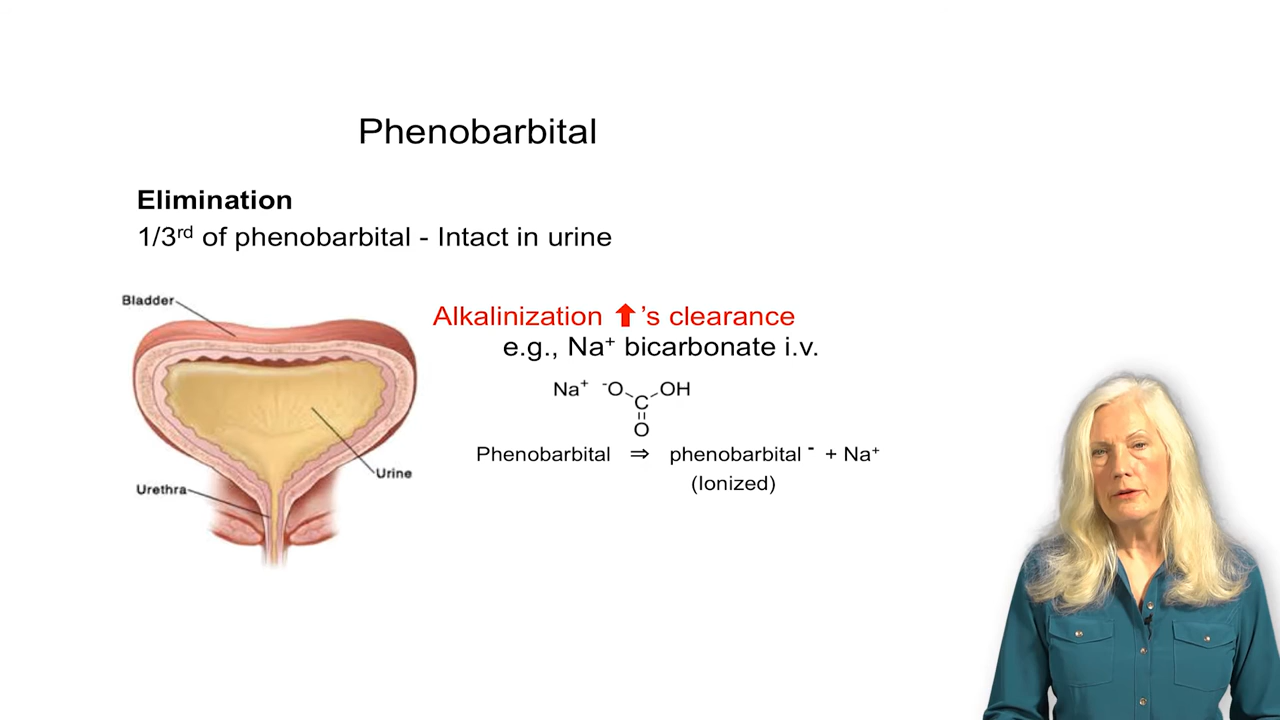 Phenobarbital
Elimination
1/3rd of phenobarbital - Intact in urine
Bladder
Alkalinization ⬆'s clearance
e.g., Na⁺ bicarbonate i.v.
Na⁺ ⁻O C OH
O
Phenobarbital ⇒ phenobarbital⁻ + Na⁺
Urine
(Ionized)
Urethra